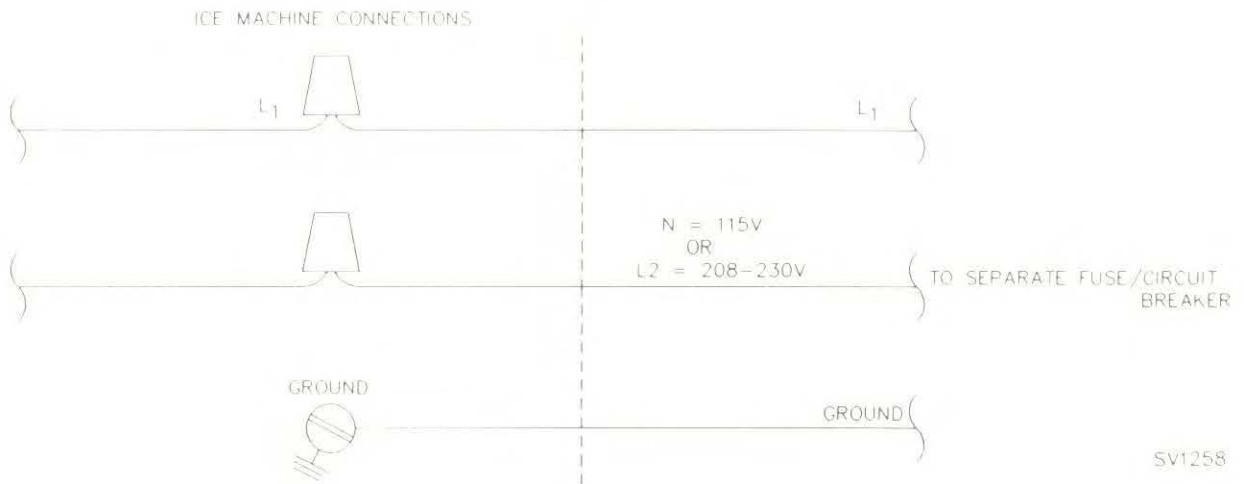 ICE MACHINE CONNECTIONS
L1
L1
N = 115V
OR
L2 = 208-230V
TO SEPARATE FUSE/CIRCUIT
BREAKER
GROUND
GROUND
SV1258